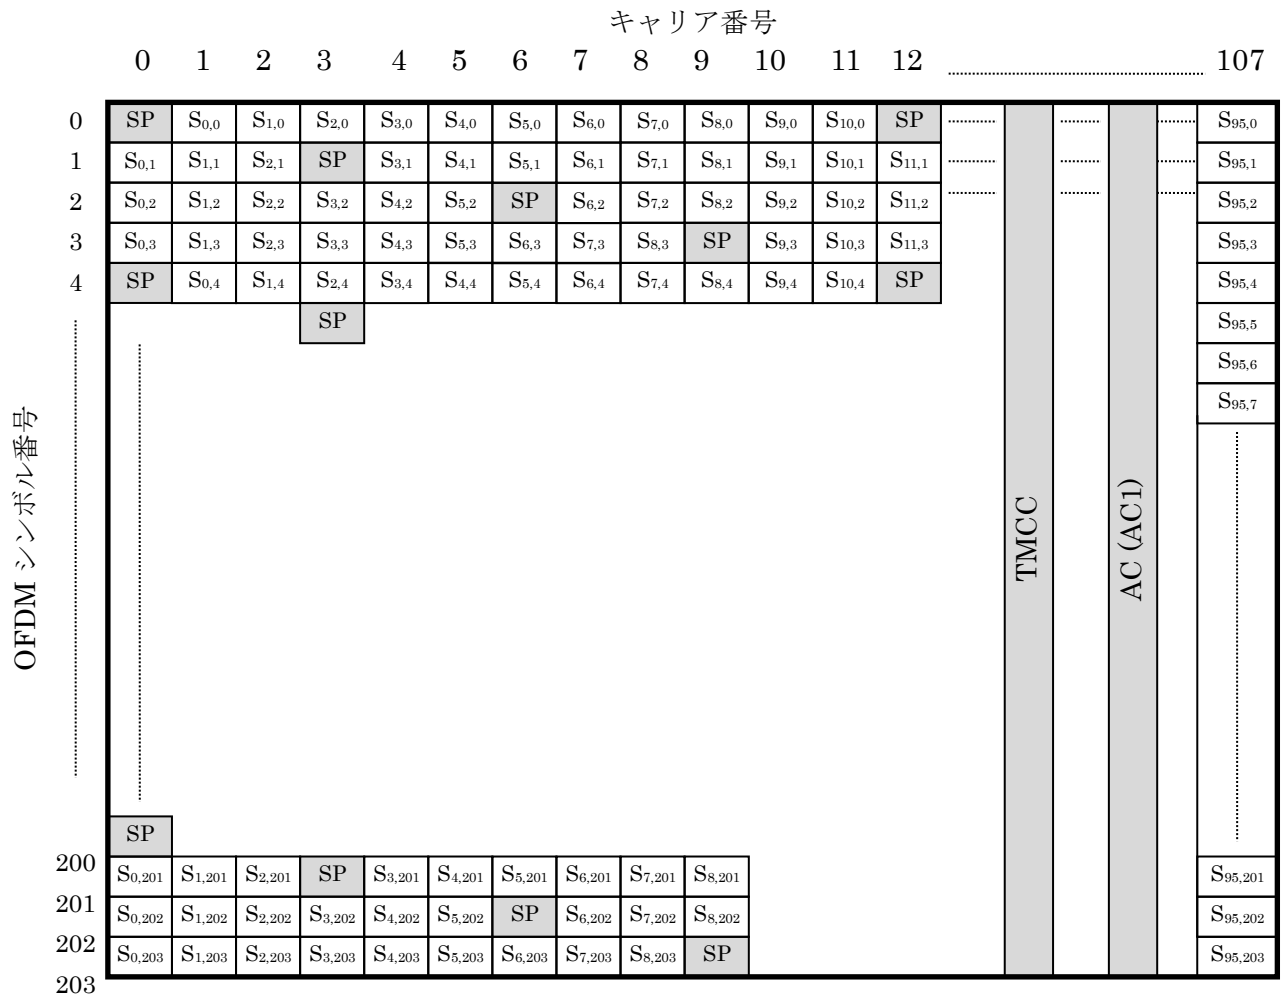 キャリア番号
0 1 2 3 4 5 6 7 8 9 10 11 12 107
0 SP S0,0 S1,0 S2,0 S3,0 S4,0 S5,0 S6,0 S7,0 S8,0 S9,0 S10,0 SP S95,0
1 S0,1 S1,1 S2,1 SP S3,1 S4,1 S5,1 S6,1 S7,1 S8,1 S9,1 S10,1 S11,1 S95,1
2 S0,2 S1,2 S2,2 S3,2 S4,2 S5,2 SP S6,2 S7,2 S8,2 S9,2 S10,2 S11,2 S95,2
3 S0,3 S1,3 S2,3 S3,3 S4,3 S5,3 S6,3 S7,3 S8,3 SP S9,3 S10,3 S11,3 S95,3
4 SP S0,4 S1,4 S2,4 S3,4 S4,4 S5,4 S6,4 S7,4 S8,4 S9,4 S10,4 SP S95,4
SP S95,5
S95,6
S95,7
OFDM シンボル番号
TMCC
AC (AC1)
SP
200 S0,201 S1,201 S2,201 SP S3,201 S4,201 S5,201 S6,201 S7,201 S8,201 S95,201
201 S0,202 S1,202 S2,202 S3,202 S4,202 S5,202 SP S6,202 S7,202 S8,202 S95,202
202 S0,203 S1,203 S2,203 S3,203 S4,203 S5,203 S6,203 S7,203 S8,203 SP S95,203
203